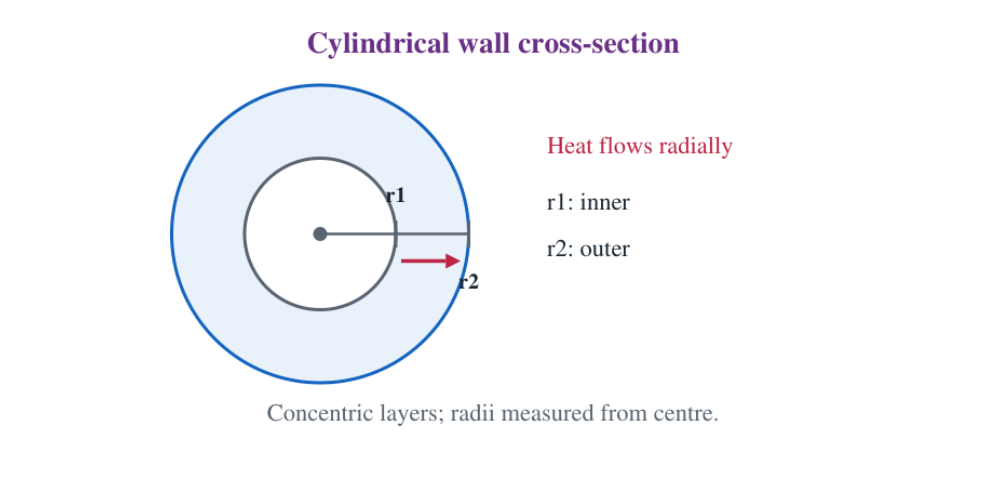 Cylindrical wall cross-section
Heat flows radially
r1
r1: inner
r2: outer
r2
Concentric layers; radii measured from centre.